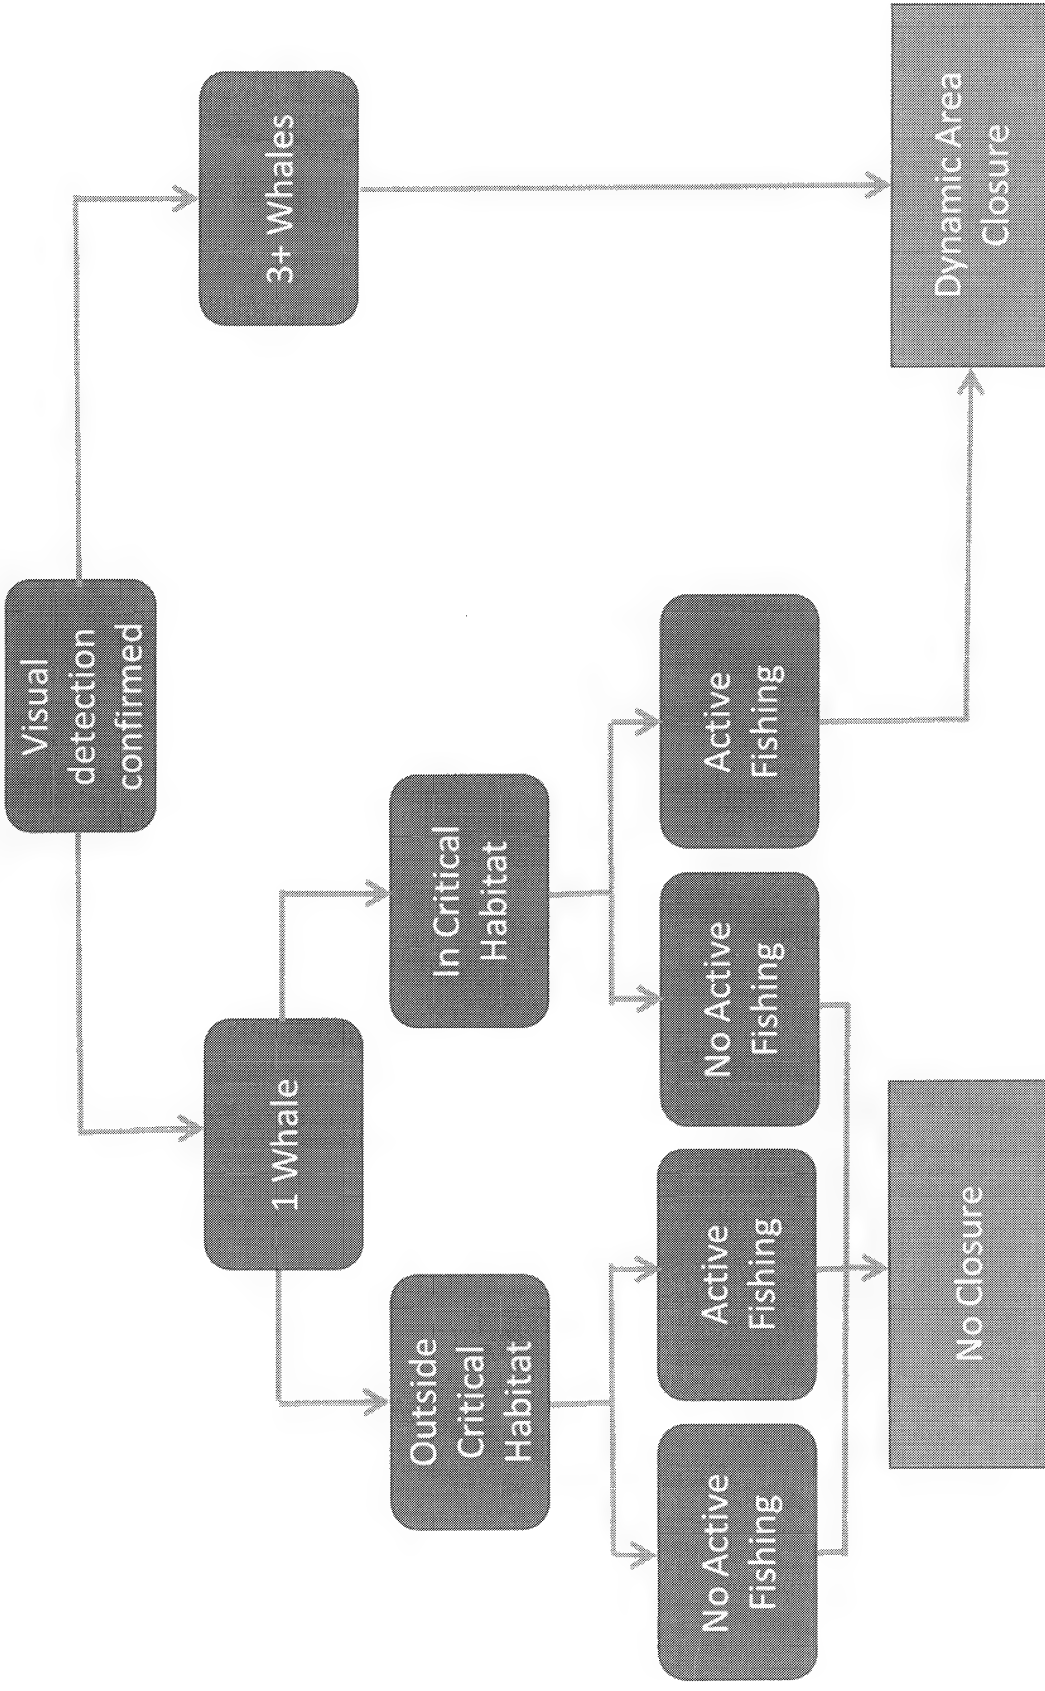 Visual
detection
confirmed
1 Whale
3+ Whales
Outside
Critical
Habitat
In Critical
Habitat
No Active
Fishing
Active
Fishing
No Active
Fishing
Active
Fishing
No Closure
Dynamic Area
Closure